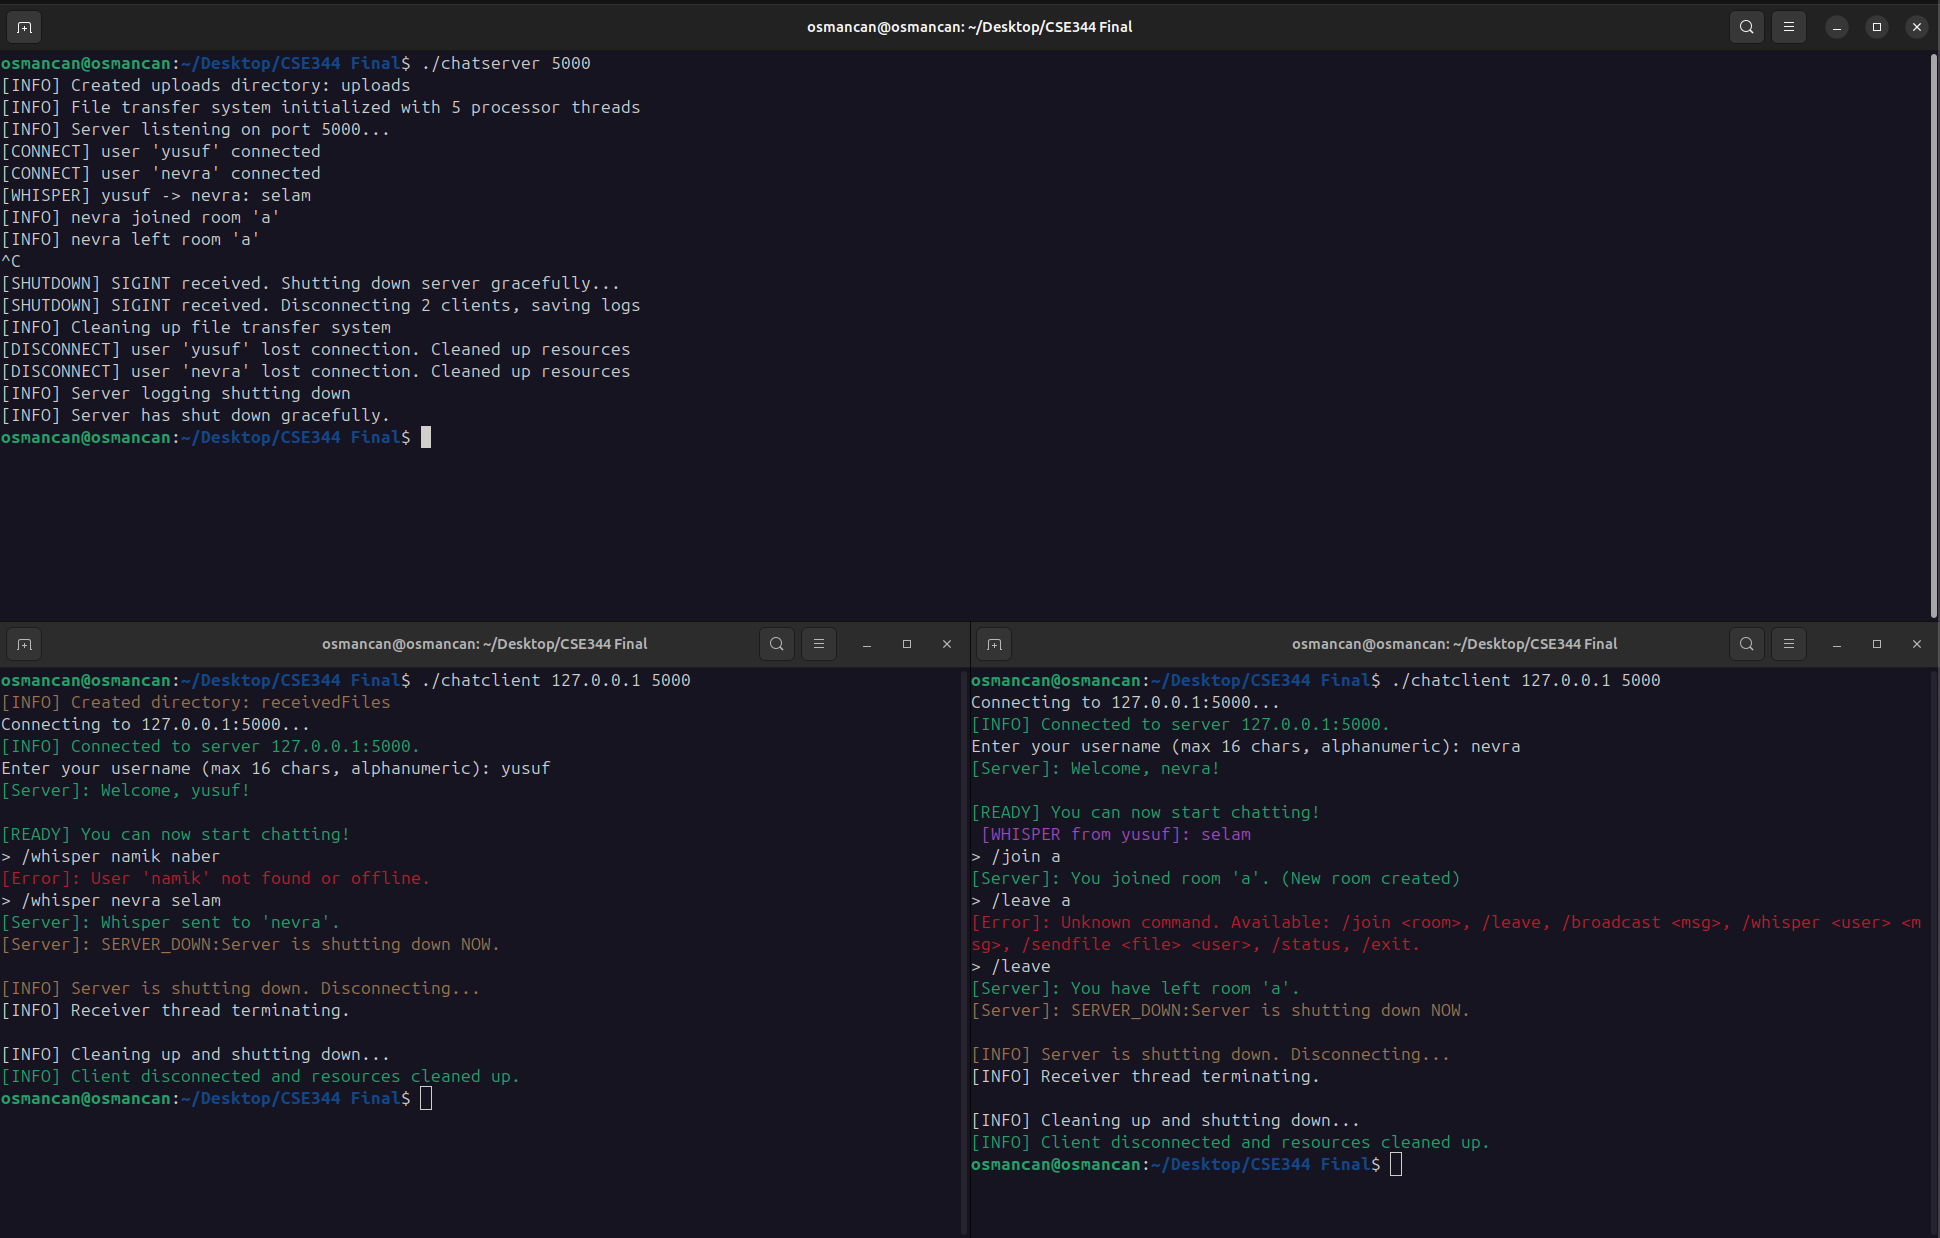 osmancan@osmancan: ~/Desktop/CSE344 Final
osmancan@osmancan:~/Desktop/CSE344 Final$ ./chatserver 5000
[INFO] Created uploads directory: uploads
[INFO] File transfer system initialized with 5 processor threads
[INFO] Server listening on port 5000...
[CONNECT] user 'yusuf' connected
[CONNECT] user 'nevra' connected
[WHISPER] yusuf -> nevra: selam
[INFO] nevra joined room 'a'
[INFO] nevra left room 'a'
^C
[SHUTDOWN] SIGINT received. Shutting down server gracefully...
[SHUTDOWN] SIGINT received. Disconnecting 2 clients, saving logs
[INFO] Cleaning up file transfer system
[DISCONNECT] user 'yusuf' lost connection. Cleaned up resources
[DISCONNECT] user 'nevra' lost connection. Cleaned up resources
[INFO] Server logging shutting down
[INFO] Server has shut down gracefully.
osmancan@osmancan:~/Desktop/CSE344 Final$
osmancan@osmancan: ~/Desktop/CSE344 Final
osmancan@osmancan:~/Desktop/CSE344 Final$ ./chatclient 127.0.0.1 5000
[INFO] Created directory: receivedFiles
Connecting to 127.0.0.1:5000...
[INFO] Connected to server 127.0.0.1:5000.
Enter your username (max 16 chars, alphanumeric): yusuf
[Server]: Welcome, yusuf!
[READY] You can now start chatting!
> /whisper namik naber
[Error]: User 'namik' not found or offline.
> /whisper nevra selam
[Server]: Whisper sent to 'nevra'.
[Server]: SERVER_DOWN:Server is shutting down NOW.
[INFO] Server is shutting down. Disconnecting...
[INFO] Receiver thread terminating.
[INFO] Cleaning up and shutting down...
[INFO] Client disconnected and resources cleaned up.
osmancan@osmancan:~/Desktop/CSE344 Final$
osmancan@osmancan: ~/Desktop/CSE344 Final
osmancan@osmancan:~/Desktop/CSE344 Final$ ./chatclient 127.0.0.1 5000
Connecting to 127.0.0.1:5000...
[INFO] Connected to server 127.0.0.1:5000.
Enter your username (max 16 chars, alphanumeric): nevra
[Server]: Welcome, nevra!
[READY] You can now start chatting!
[WHISPER from yusuf]: selam
> /join a
[Server]: You joined room 'a'. (New room created)
> /leave a
[Error]: Unknown command. Available: /join <room>, /leave, /broadcast <msg>, /whisper <user> <m
sg>, /sendfile <file> <user>, /status, /exit.
> /leave
[Server]: You have left room 'a'.
[Server]: SERVER_DOWN:Server is shutting down NOW.
[INFO] Server is shutting down. Disconnecting...
[INFO] Receiver thread terminating.
[INFO] Cleaning up and shutting down...
[INFO] Client disconnected and resources cleaned up.
osmancan@osmancan:~/Desktop/CSE344 Final$